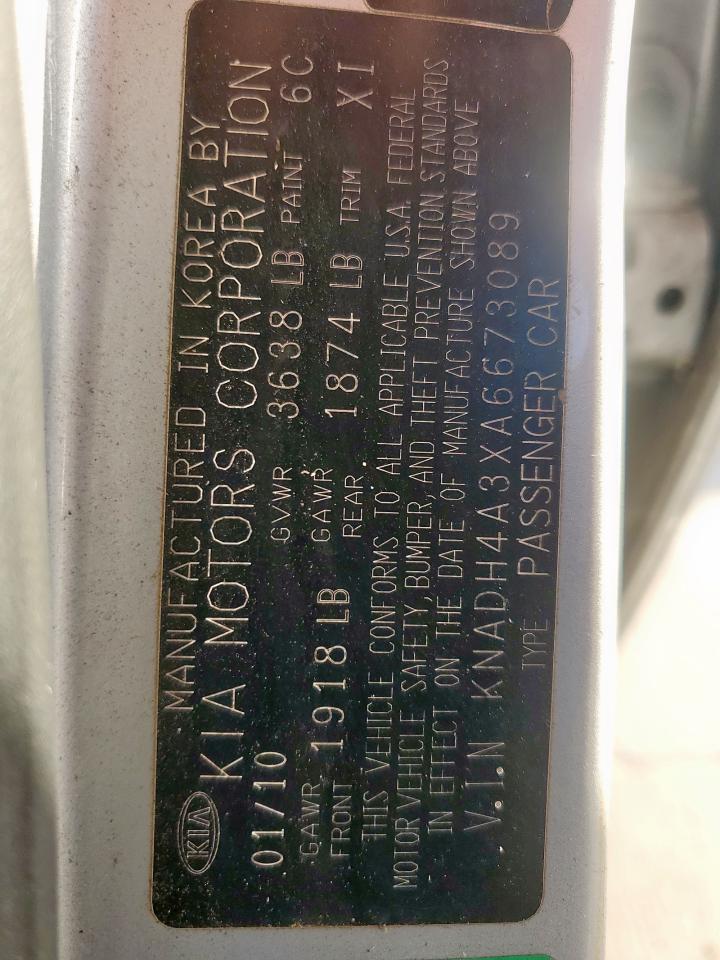 KIA
MANUFACTURED IN KOREA BY
KIA MOTORS CORPORATION
01/10 GVWR 3638 LB PAINT 6C
GAWR FRONT 1918 LB GAWR REAR 1874 LB TRIM XI
THIS VEHICLE CONFORMS TO ALL APPLICABLE U.S.A. FEDERAL
MOTOR VEHICLE SAFETY, BUMPER, AND THEFT PREVENTION STANDARDS
IN EFFECT ON THE DATE OF MANUFACTURE SHOWN ABOVE
V.I.N KNADH4A3XA6673089
TYPE PASSENGER CAR